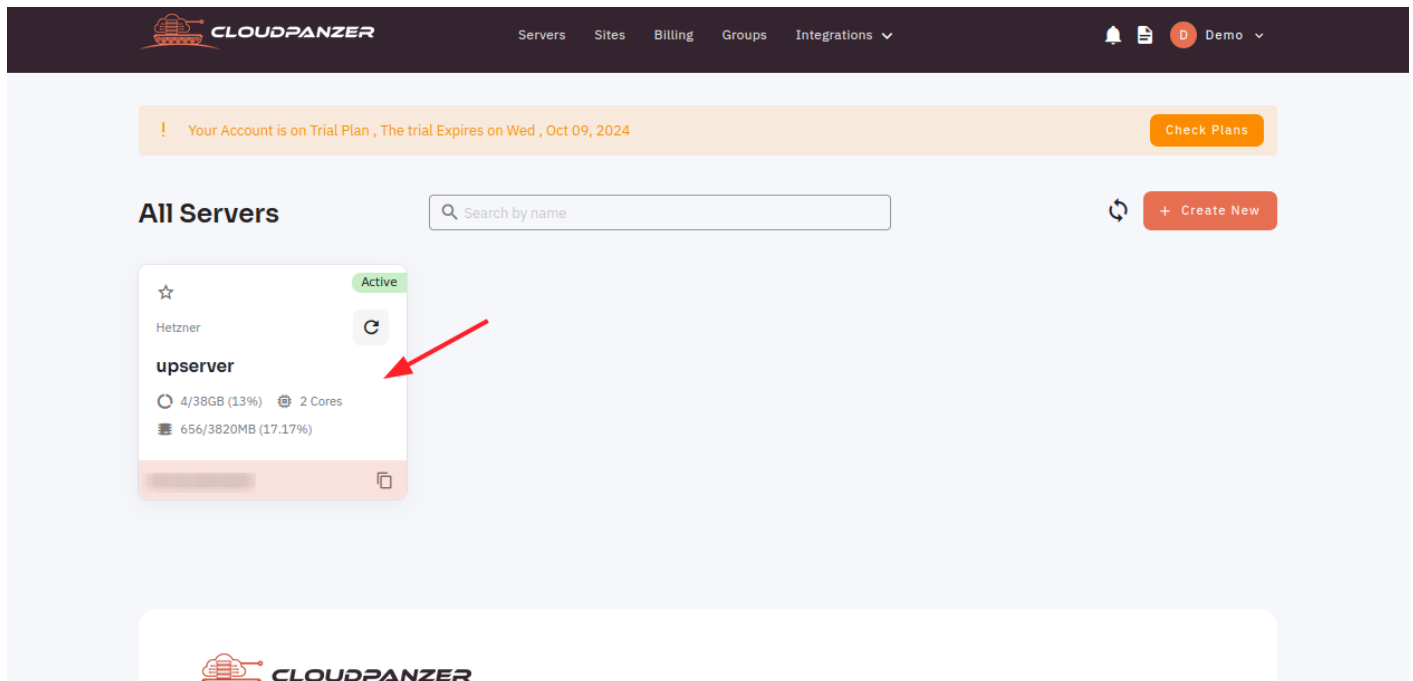 CLOUDPANZER Servers Sites Billing Groups Integrations D Demo
! Your Account is on Trial Plan , The trial Expires on Wed , Oct 09, 2024 Check Plans
All Servers Search by name + Create New
Active
Hetzner
upserver
4/38GB (13%) 2 Cores
656/3820MB (17.17%)
CLOUDPANZER